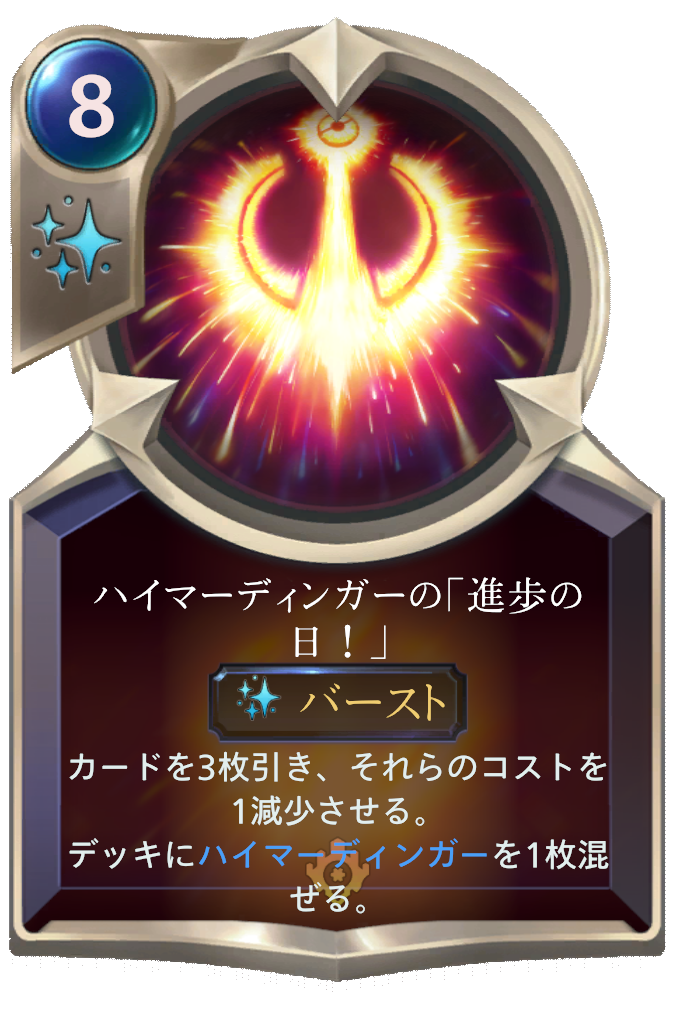 8
ハイマーディンガーの「進歩の
日！」
バースト
カードを3枚引き、それらのコストを
1減少させる。
デッキにハイマーディンガーを1枚混
ぜる。